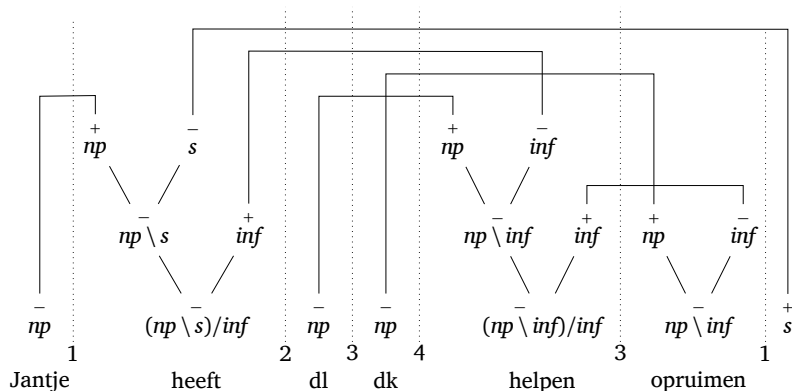 + −
np s
− + + −
np \ s inf np inf
− + + −
np \ inf inf np inf
− − − − − − +
np (np \ s)/inf np np (np \ inf)/inf np \ inf s
1 2 3 4 3 1
Jantje heeft dl dk helpen opruimen